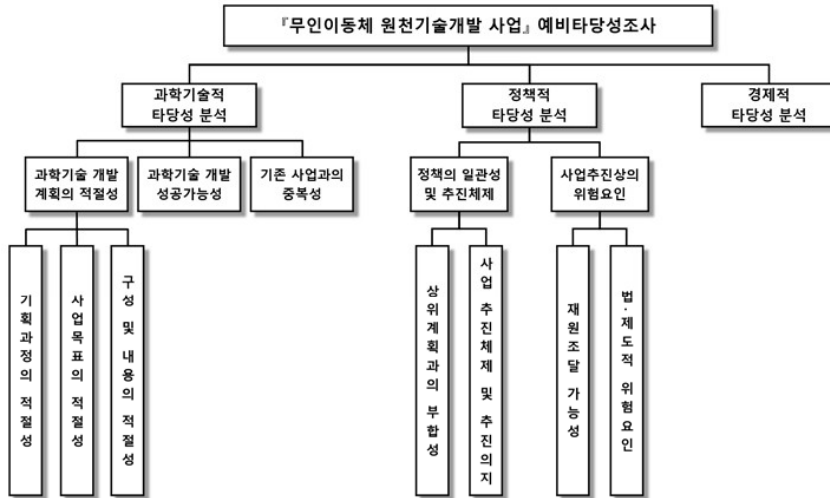 『무인이동체 원천기술개발 사업』 예비타당성조사
과학기술적
타당성 분석
정책적
타당성 분석
경제적
타당성 분석
과학기술 개발
계획의 적절성
과학기술 개발
성공가능성
기존 사업과의
중복성
정책의 일관성
및 추진체제
사업추진상의
위험요인
기획과정의 적절성
사업목표의 적절성
구성 및 내용의 적절성
상위계획과의 부합성
사업 추진체제 및 추진의지
재원조달 가능성
법·제도적 위험요인